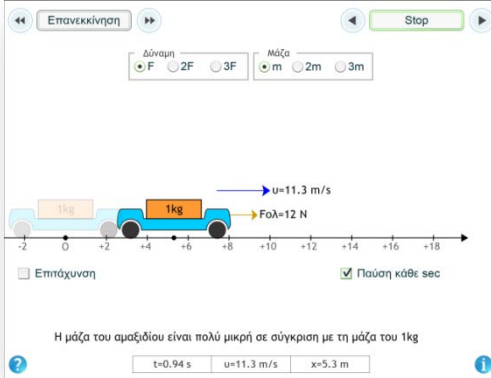 Επανεκκίνηση
Stop
Δύναμη
F 2F 3F
Μάζα
m 2m 3m
υ=11.3 m/s
1kg
1kg
Fολ=12 N
-2 O +2 +4 +6 +8 +10 +12 +14 +16 +18
Επιτάχυνση
Παύση κάθε sec
Η μάζα του αμαξιδίου είναι πολύ μικρή σε σύγκριση με τη μάζα του 1kg
? t=0.94 s υ=11.3 m/s x=5.3 m i